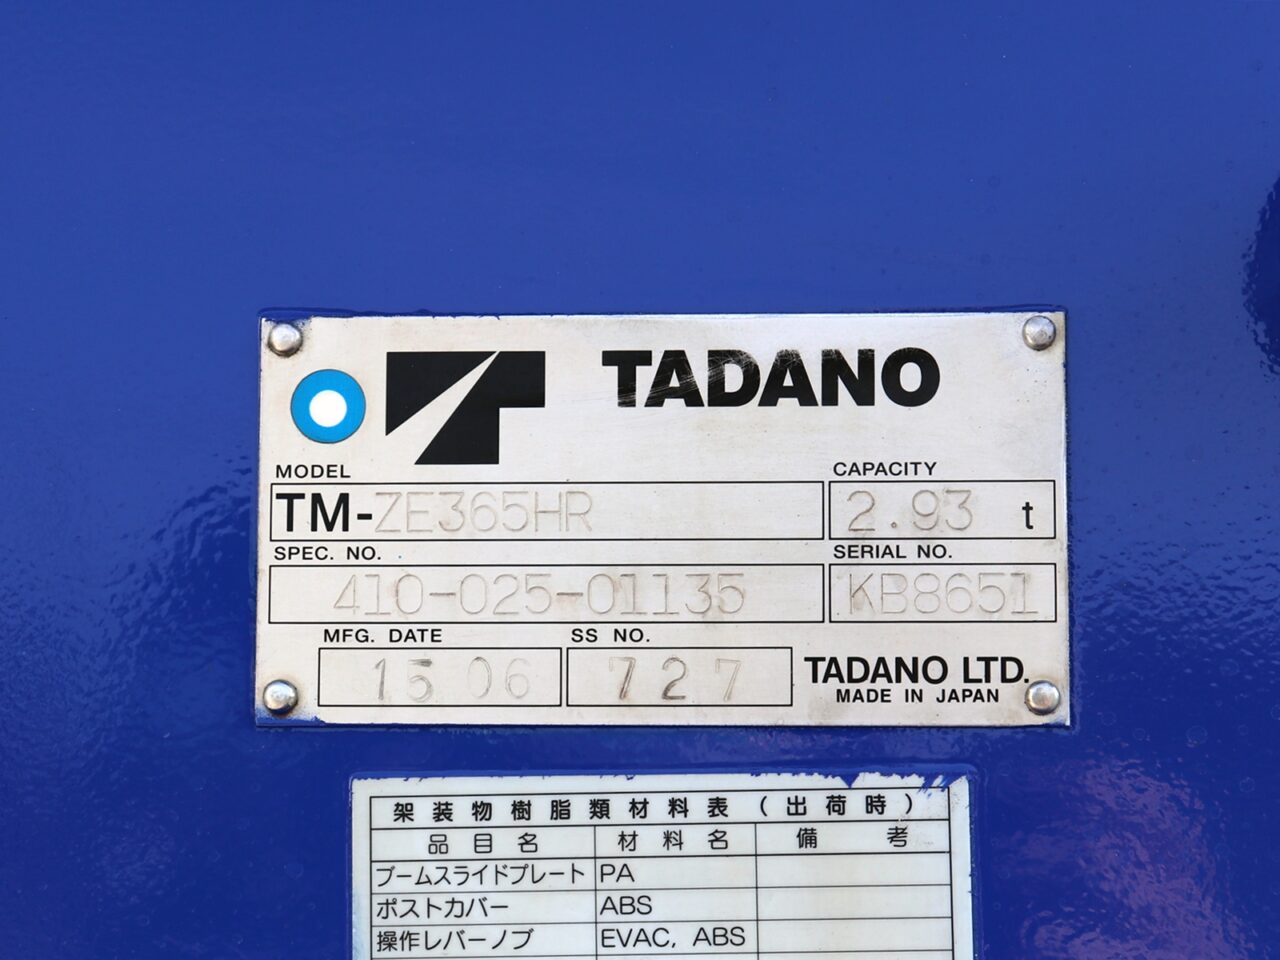 TADANO
MODEL CAPACITY
TM-ZE365HR 2.93 t
SPEC. NO. SERIAL NO.
410-025-01135 KB8651
MFG. DATE SS NO.
15 06 727 TADANO LTD.
MADE IN JAPAN
架装物樹脂類材料表(出荷時)
品目名 材料名 備考
ブームスライドプレート PA
ポストカバー ABS
操作レバーノブ EVAC, ABS